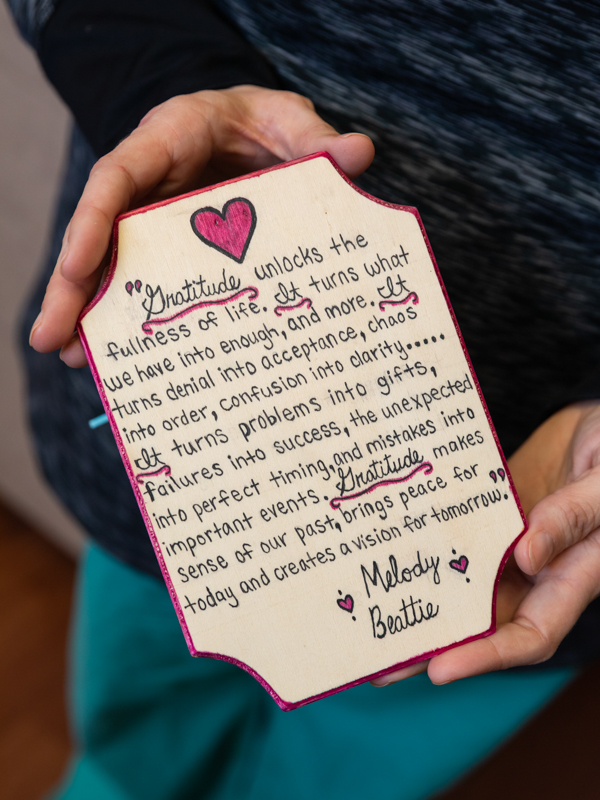 "Gratitude unlocks the
fullness of life. It turns what
we have into enough, and more. It
turns denial into acceptance, chaos
into order, confusion into clarity.....
It turns problems into gifts,
failures into success, the unexpected
into perfect timing, and mistakes into
important events. Gratitude makes
sense of our past, brings peace for
today and creates a vision for tomorrow."
Melody
Beattie